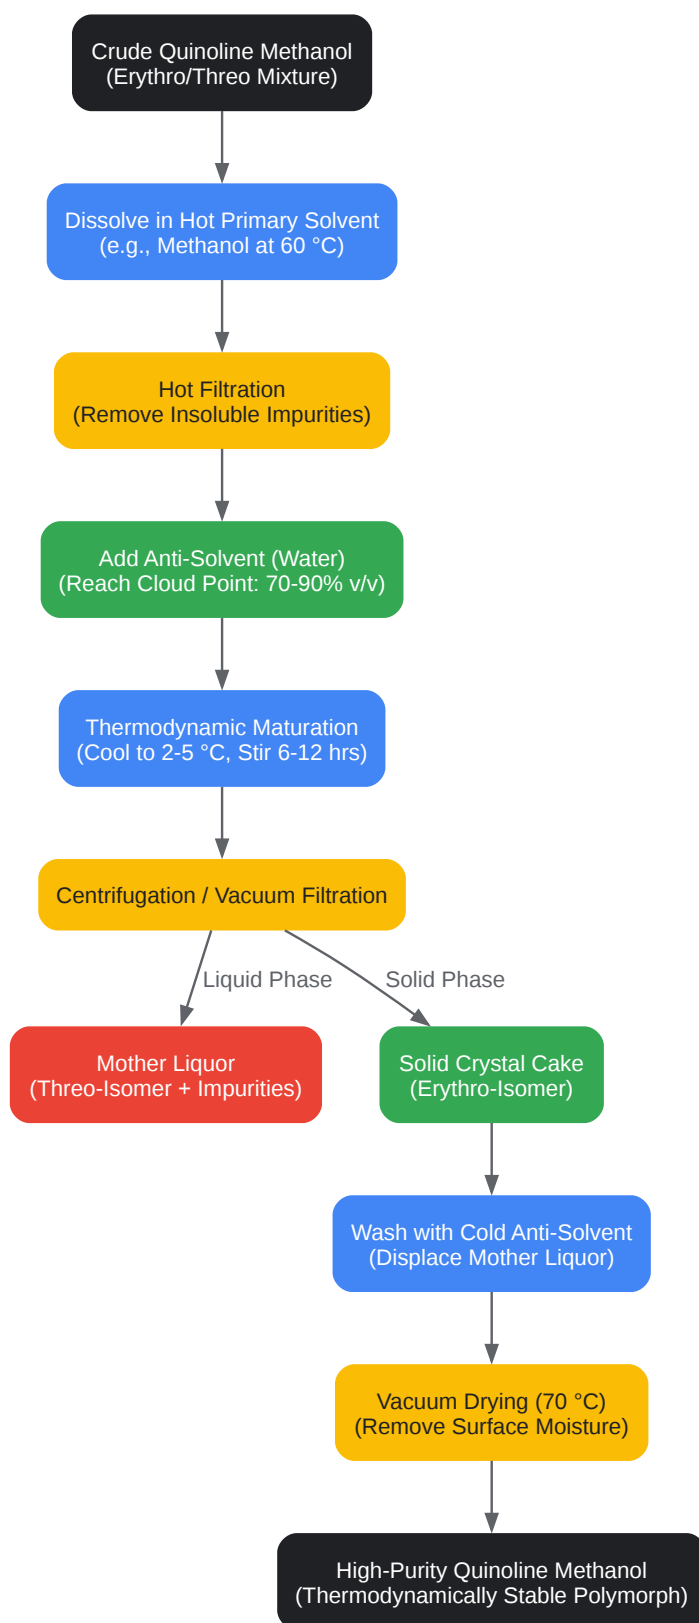 Crude Quinoline Methanol
(Erythro/Threo Mixture)
Dissolve in Hot Primary Solvent
(e.g., Methanol at 60 °C)
Hot Filtration
(Remove Insoluble Impurities)
Add Anti-Solvent (Water)
(Reach Cloud Point: 70-90% v/v)
Thermodynamic Maturation
(Cool to 2-5 °C, Stir 6-12 hrs)
Centrifugation / Vacuum Filtration
Liquid Phase
Solid Phase
Mother Liquor
(Threo-Isomer + Impurities)
Solid Crystal Cake
(Erythro-Isomer)
Wash with Cold Anti-Solvent
(Displace Mother Liquor)
Vacuum Drying (70 °C)
(Remove Surface Moisture)
High-Purity Quinoline Methanol
(Thermodynamically Stable Polymorph)